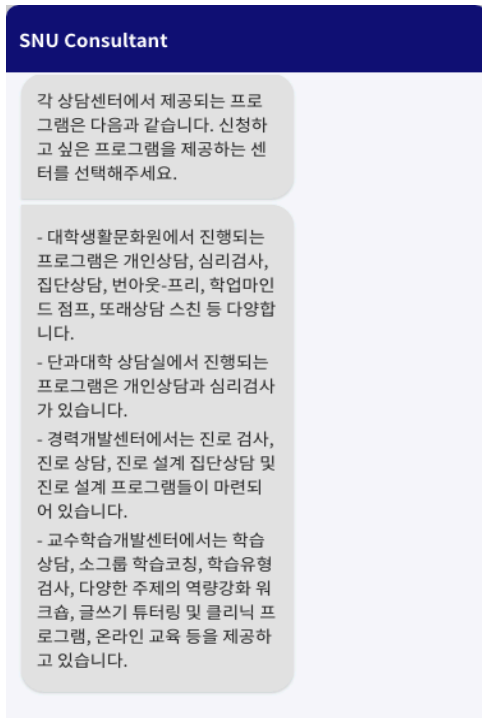 SNU Consultant
각 상담센터에서 제공되는 프로
그램은 다음과 같습니다. 신청하
고 싶은 프로그램을 제공하는 센
터를 선택해주세요.
- 대학생활문화원에서 진행되는
프로그램은 개인상담, 심리검사,
집단상담, 번아웃-프리, 학업마인
드 점프, 또래상담 스친 등 다양합
니다.
- 단과대학 상담실에서 진행되는
프로그램은 개인상담과 심리검사
가 있습니다.
- 경력개발센터에서는 진로 검사,
진로 상담, 진로 설계 집단상담 및
진로 설계 프로그램들이 마련되
어 있습니다.
- 교수학습개발센터에서는 학습
상담, 소그룹 학습코칭, 학습유형
검사, 다양한 주제의 역량강화 워
크숍, 글쓰기 튜터링 및 클리닉 프
로그램, 온라인 교육 등을 제공하
고 있습니다.